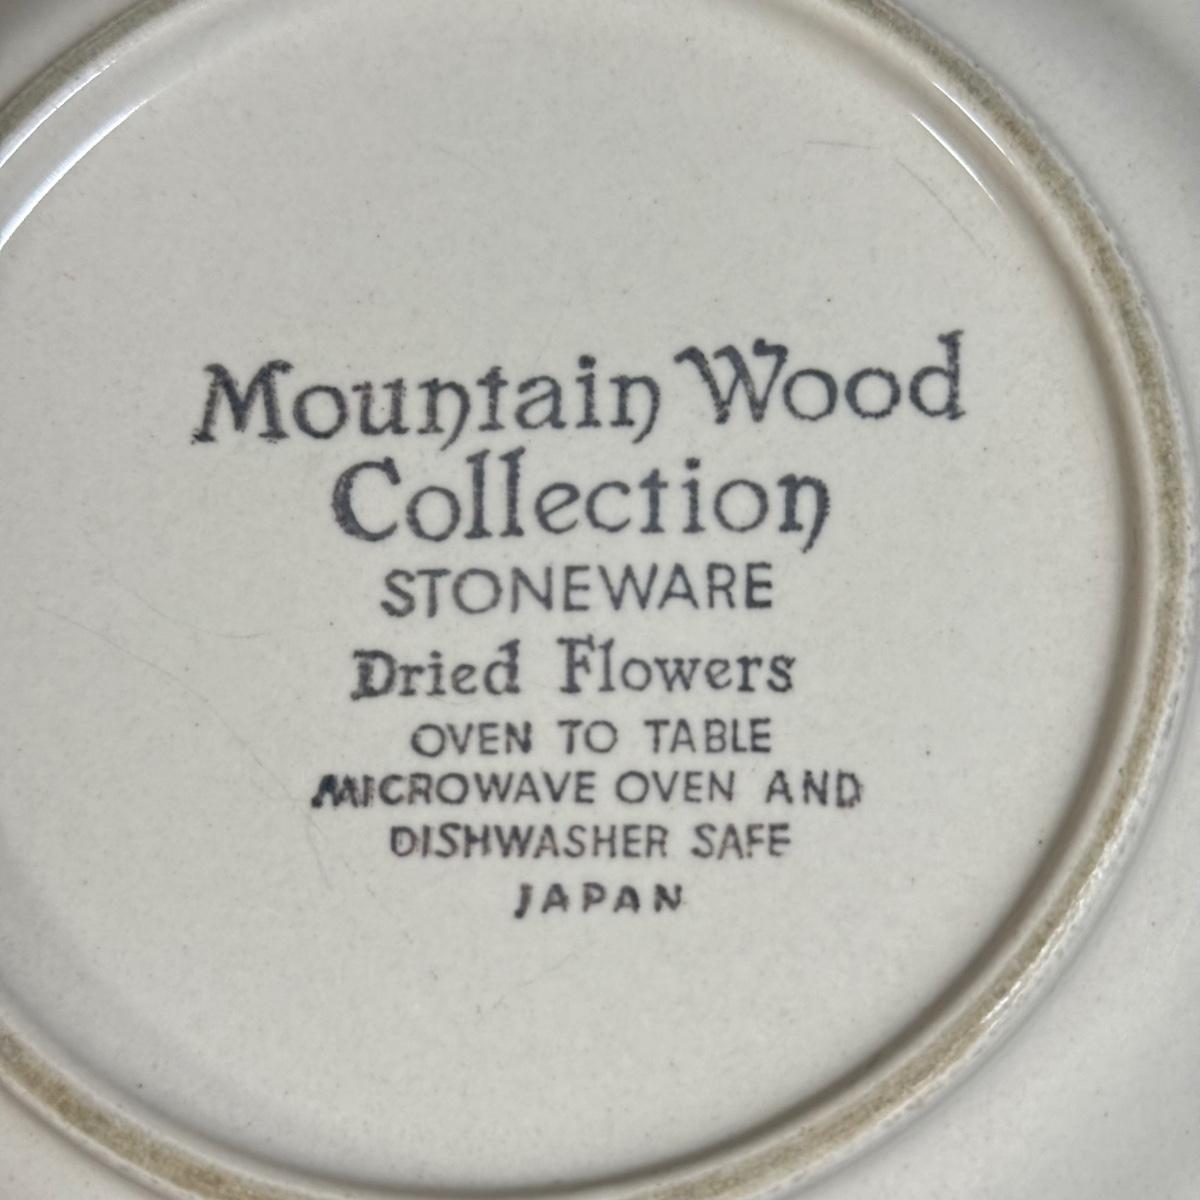 Mountain Wood
Collection
STONEWARE
Dried Flowers
OVEN TO TABLE
MICROWAVE OVEN AND
DISHWASHER SAFE
JAPAN